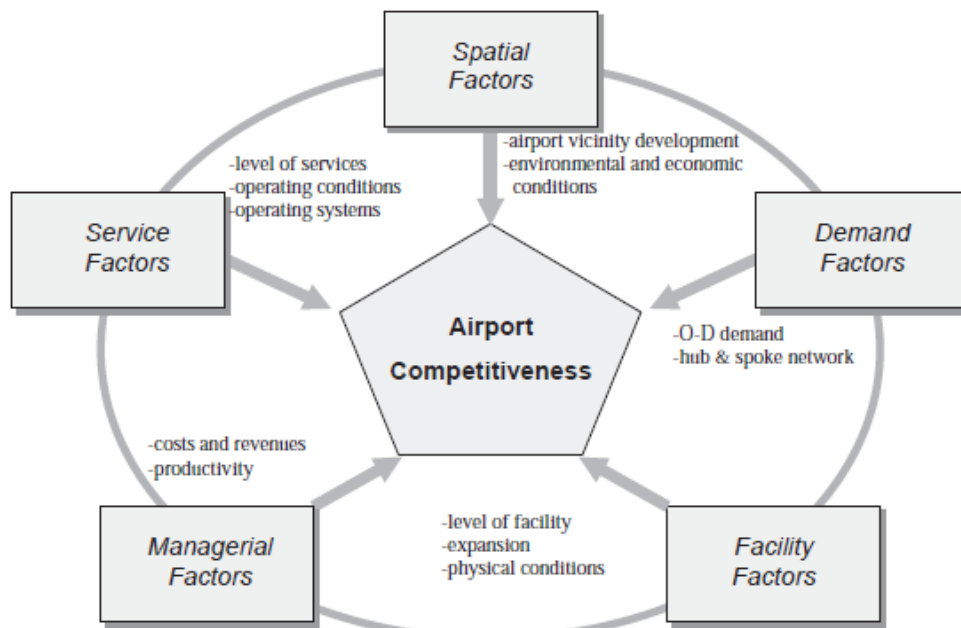 Spatial
Factors
-airport vicinity development
-environmental and economic
conditions
-level of services
-operating conditions
-operating systems
Service
Factors
Demand
Factors
Airport
Competitiveness
-O-D demand
-hub & spoke network
-costs and revenues
-productivity
Managerial
Factors
-level of facility
-expansion
-physical conditions
Facility
Factors